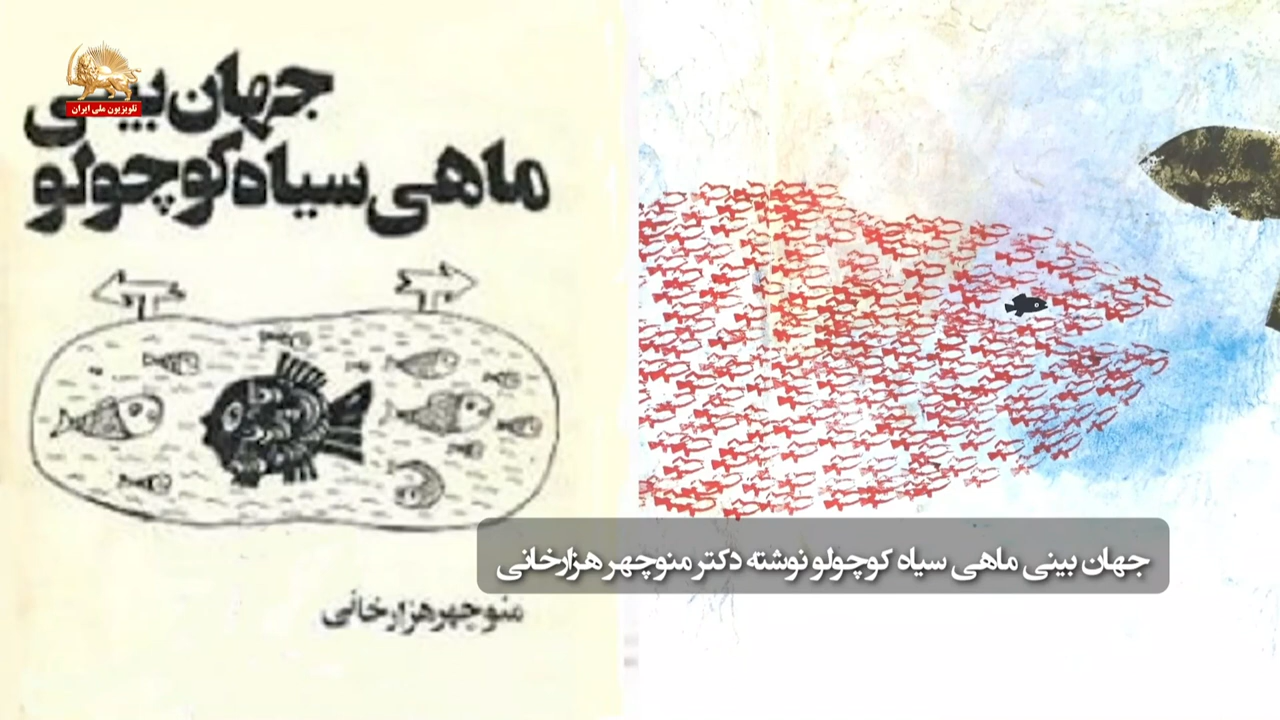 تلویزیون ملی ایران
جهان بینی
ماهی سیاه کوچولو
منوچهر هزارخانی
جهان بینی ماهی سیاه کوچولو نوشته دکتر منوچهر هزارخانی